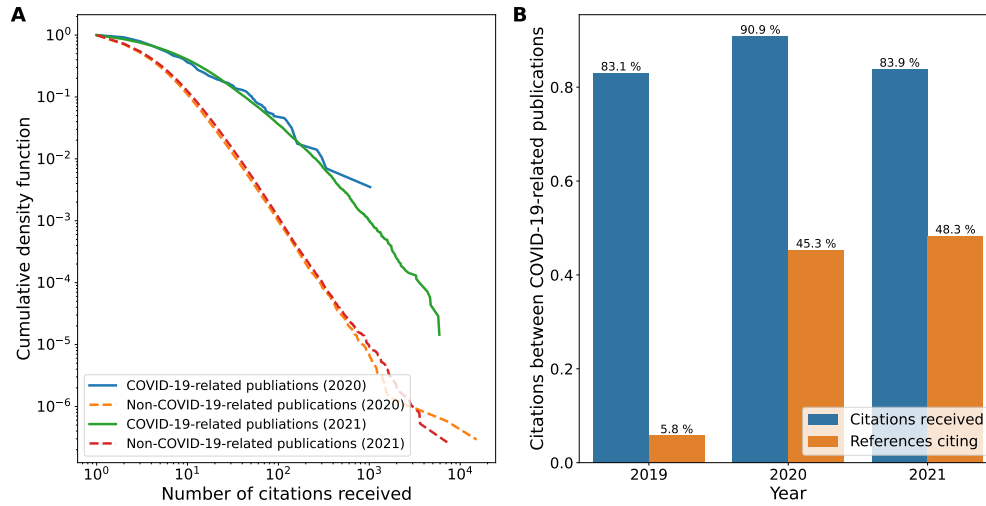 A
Cumulative density function
10^0
10^-1
10^-2
10^-3
10^-4
10^-5
10^-6
COVID-19-related publiations (2020)
Non-COVID-19-related publications (2020)
COVID-19-related publications (2021)
Non-COVID-19-related publications (2021)
10^0 10^1 10^2 10^3 10^4
Number of citations received
B
Citations between COVID-19-related publications
0.8
0.6
0.4
0.2
0.0
83.1 %
5.8 %
90.9 %
45.3 %
83.9 %
48.3 %
Citations received
References citing
2019 2020 2021
Year